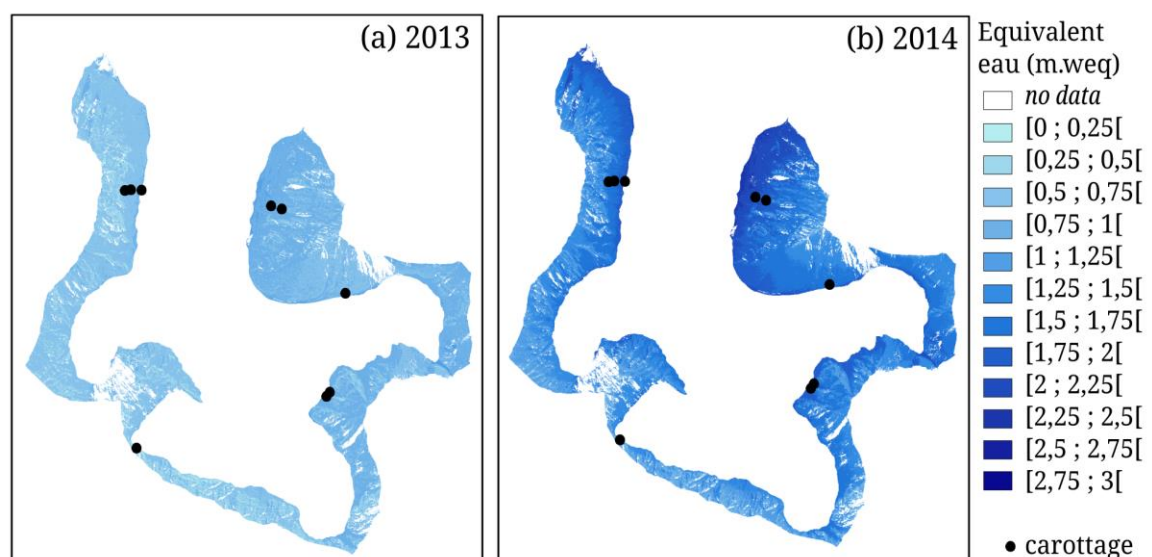 (a) 2013
(b) 2014
Equivalent
eau (m.weq)
no data
[0 ; 0,25[
[0,25 ; 0,5[
[0,5 ; 0,75[
[0,75 ; 1[
[1 ; 1,25[
[1,25 ; 1,5[
[1,5 ; 1,75[
[1,75 ; 2[
[2 ; 2,25[
[2,25 ; 2,5[
[2,5 ; 2,75[
[2,75 ; 3[
carottage